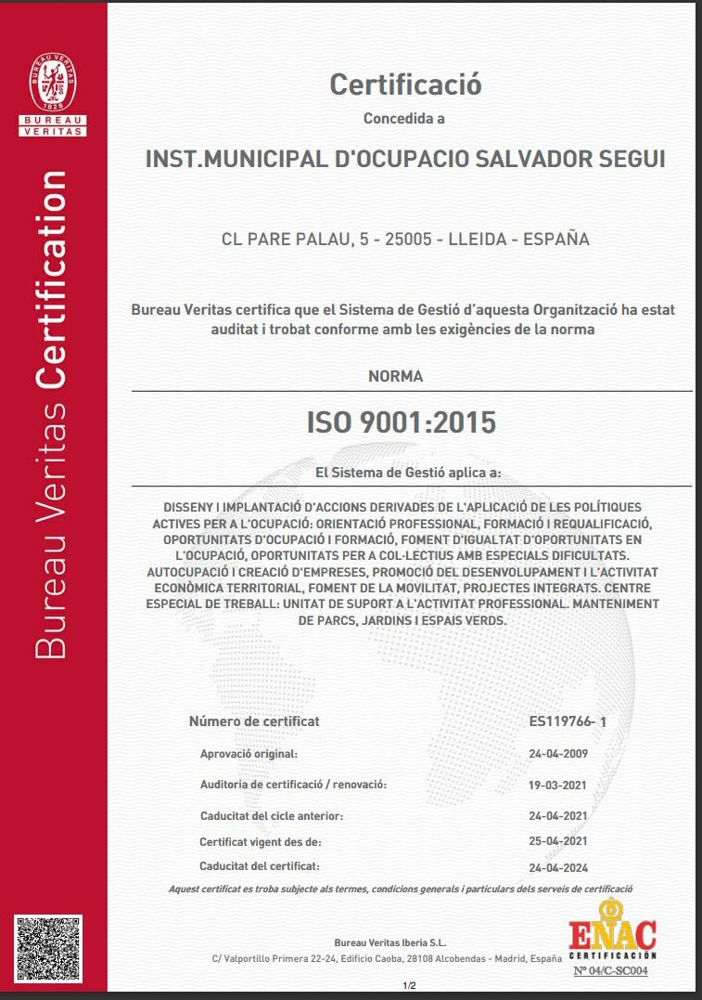 BUREAU VERITAS
1828
BUREAU
VERITAS
Bureau Veritas Certification
Certificació
Concedida a
INST.MUNICIPAL D'OCUPACIO SALVADOR SEGUI
CL PARE PALAU, 5 - 25005 - LLEIDA - ESPAÑA
Bureau Veritas certifica que el Sistema de Gestió d'aquesta Organització ha estat
auditat i trobat conforme amb les exigències de la norma
NORMA
ISO 9001:2015
El Sistema de Gestió aplica a:
DISSENY I IMPLANTACIÓ D'ACCIONS DERIVADES DE L'APLICACIÓ DE LES POLÍTIQUES
ACTIVES PER A L'OCUPACIÓ: ORIENTACIÓ PROFESSIONAL, FORMACIÓ I REQUALIFICACIÓ,
OPORTUNITATS D'OCUPACIÓ I FORMACIÓ, FOMENT D'IGUALTAT D'OPORTUNITATS EN
L'OCUPACIÓ, OPORTUNITATS PER A COL·LECTIUS AMB ESPECIALS DIFICULTATS.
AUTOCUPACIÓ I CREACIÓ D'EMPRESES, PROMOCIÓ DEL DESENVOLUPAMENT I L'ACTIVITAT
ECONÒMICA TERRITORIAL, FOMENT DE LA MOVILITAT, PROJECTES INTEGRATS. CENTRE
ESPECIAL DE TREBALL: UNITAT DE SUPORT A L'ACTIVITAT PROFESSIONAL. MANTENIMENT
DE PARCS, JARDINS I ESPAIS VERDS.
Número de certificat ES119766- 1
Aprovació original: 24-04-2009
Auditoria de certificació / renovació: 19-03-2021
Caducitat del cicle anterior: 24-04-2021
Certificat vigent des de: 25-04-2021
Caducitat del certificat: 24-04-2024
Aquest certificat es troba subjecte als termes, condicions generals i particulars dels serveis de certificació
Bureau Veritas Iberia S.L.
C/ Valportillo Primera 22-24, Edificio Caoba, 28108 Alcobendas - Madrid, España
ENAC
CERTIFICACIÓN
Nº 04/C-SC004
1/2